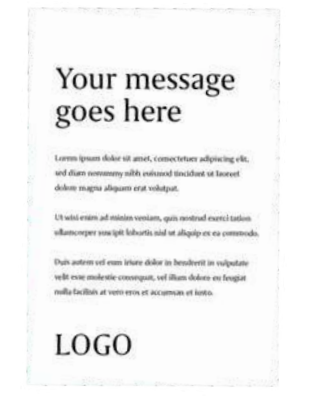 Your message
goes here
Lorem ipsum dolor sit amet, consectetuer adipiscing elit,
sed diam nonummy nibh euismod tincidunt ut laoreet
dolore magna aliquam erat volutpat.
Ut wisi enim ad minim veniam, quis nostrud exerci tation
ullamcorper suscipit lobortis nisl ut aliquip ex ea commodo.
Duis autem vel eum iriure dolor in hendrerit in vulputate
velit esse molestie consequat, vel illum dolore eu feugiat
nulla facilisis at vero eros et accumsan et iusto.
LOGO